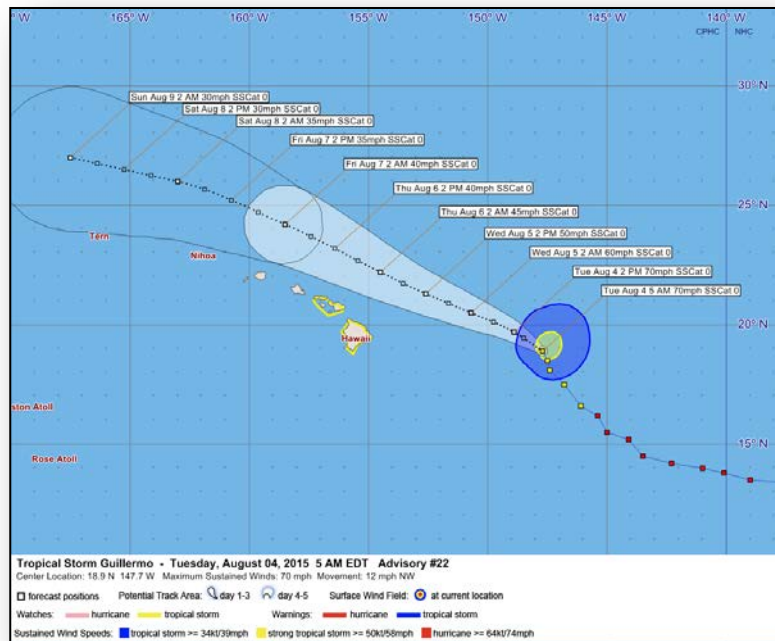 ° W 165° W 160° W 155° W 150° W 145° W 140° W
CPHC NHC
30° N
Sun Aug 9 2 AM 30mph SSCat 0
Sat Aug 8 2 PM 30mph SSCat 0
Sat Aug 8 2 AM 35mph SSCat 0
Fri Aug 7 2 PM 35mph SSCat 0
Fri Aug 7 2 AM 40mph SSCat 0
Thu Aug 6 2 PM 40mph SSCat 0
25° N
Thu Aug 6 2 AM 45mph SSCat 0
Wed Aug 5 2 PM 50mph SSCat 0
Tern
Wed Aug 5 2 AM 60mph SSCat 0
Nihoa
Tue Aug 4 2 PM 70mph SSCat 0
Tue Aug 4 5 AM 70mph SSCat 0
20° N
Hawaii
ston Atoll
Rose Atoll
15° N
Tropical Storm Guillermo - Tuesday, August 04, 2015 5 AM EDT Advisory #22
Center Location: 18.9 N 147.7 W Maximum Sustained Winds: 70 mph Movement: 12 mph NW
forecast positions Potential Track Area: day 1-3 day 4-5 Surface Wind Field: at current location
Watches: hurricane tropical storm Warnings: hurricane tropical storm
Sustained Wind Speeds: tropical storm >= 34kt/39mph strong tropical storm >= 50kt/58mph hurricane >= 64kt/74mph